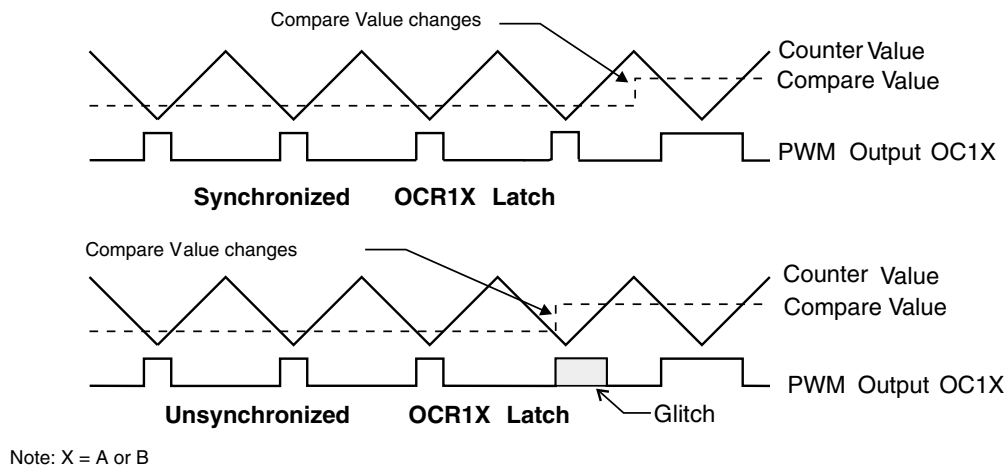 Compare Value changes
Counter Value
Compare Value
PWM Output OC1X
Synchronized OCR1X Latch
Compare Value changes
Counter Value
Compare Value
PWM Output OC1X
Unsynchronized OCR1X Latch
Glitch
Note: X = A or B